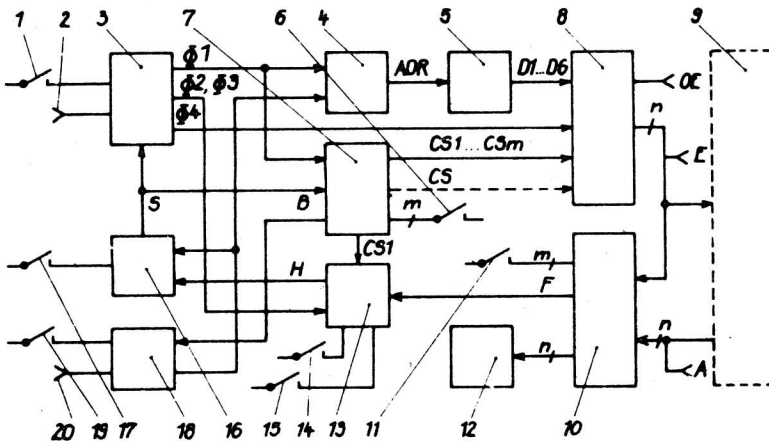 1 2 3 7 6 4 5 8 9
Φ1
Φ2, Φ3
Φ4
ADR
D1...D6
OE
n
E
CS1...CSm
CS
S
B
m
CS1
H
m
F
n
n
A
20 19 17 18 16 15 14 13 11 12 10